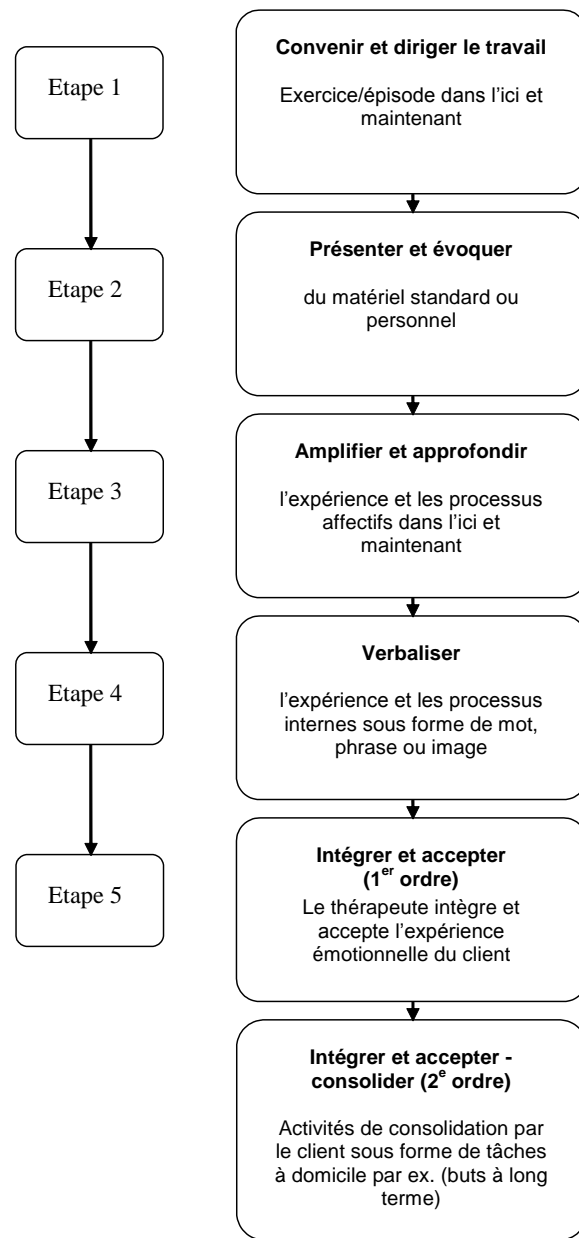 Etape 1
Convenir et diriger le travail
Exercice/épisode dans l’ici et
maintenant
Etape 2
Présenter et évoquer
du matériel standard ou
personnel
Etape 3
Amplifier et approfondir
l’expérience et les processus
affectifs dans l’ici et
maintenant
Etape 4
Verbaliser
l’expérience et les processus
internes sous forme de mot,
phrase ou image
Etape 5
Intégrer et accepter
(1er ordre)
Le thérapeute intègre et
accepte l’expérience
émotionnelle du client
Intégrer et accepter -
consolider (2e ordre)
Activités de consolidation par
le client sous forme de tâches
à domicile par ex. (buts à long
terme)